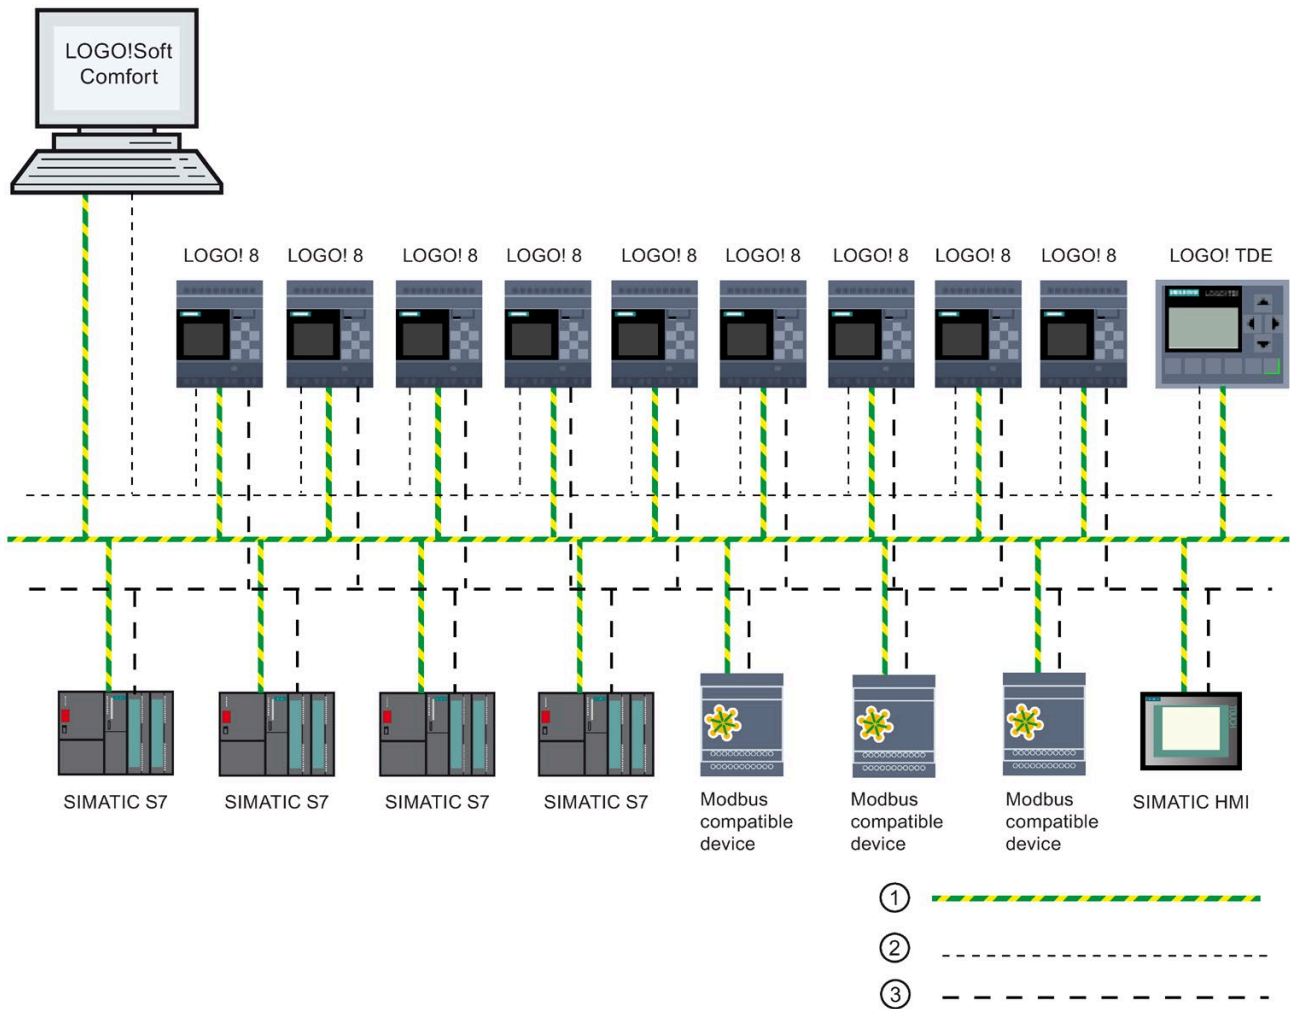 LOGO!Soft
Comfort
LOGO! 8
LOGO! 8
LOGO! 8
LOGO! 8
LOGO! 8
LOGO! 8
LOGO! 8
LOGO! 8
LOGO! 8
LOGO! TDE
SIMATIC S7
SIMATIC S7
SIMATIC S7
SIMATIC S7
Modbus
compatible
device
Modbus
compatible
device
Modbus
compatible
device
SIMATIC HMI
1
2
3